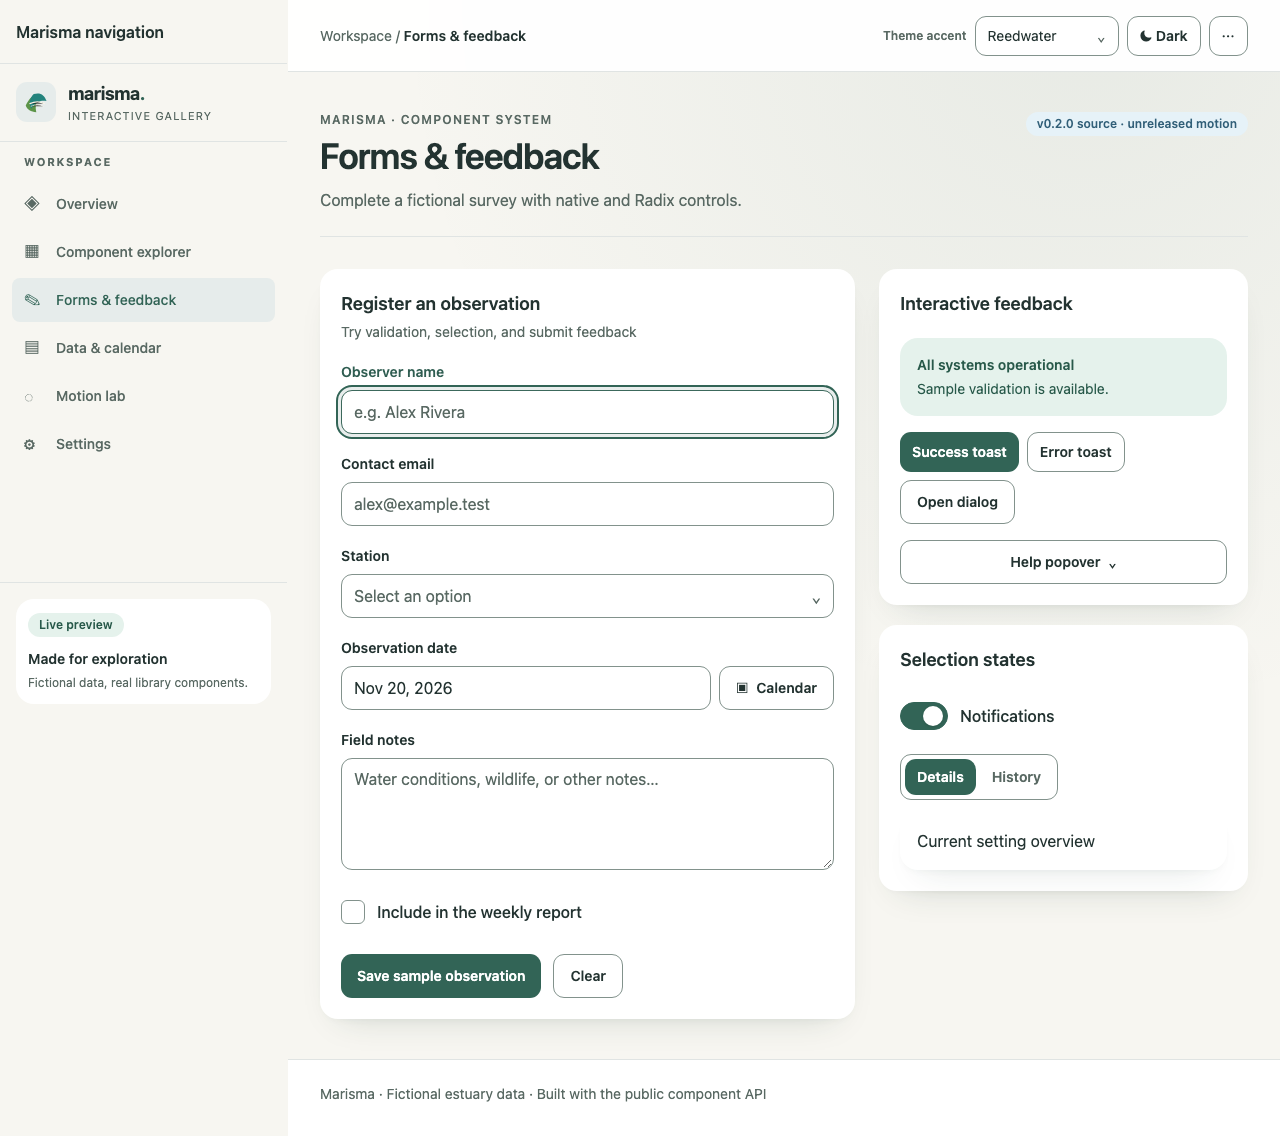 Marisma navigation
marisma.
INTERACTIVE GALLERY
WORKSPACE
Overview
Component explorer
Forms & feedback
Data & calendar
Motion lab
Settings
Live preview
Made for exploration
Fictional data, real library components.
Workspace / Forms & feedback
Theme accent
Reedwater
Dark
···
MARISMA · COMPONENT SYSTEM
v0.2.0 source · unreleased motion
Forms & feedback
Complete a fictional survey with native and Radix controls.
Register an observation
Try validation, selection, and submit feedback
Observer name
e.g. Alex Rivera
Contact email
alex@example.test
Station
Select an option
Observation date
Nov 20, 2026
Calendar
Field notes
Water conditions, wildlife, or other notes...
Include in the weekly report
Save sample observation
Clear
Interactive feedback
All systems operational
Sample validation is available.
Success toast
Error toast
Open dialog
Help popover
Selection states
Notifications
Details
History
Current setting overview
Marisma · Fictional estuary data · Built with the public component API